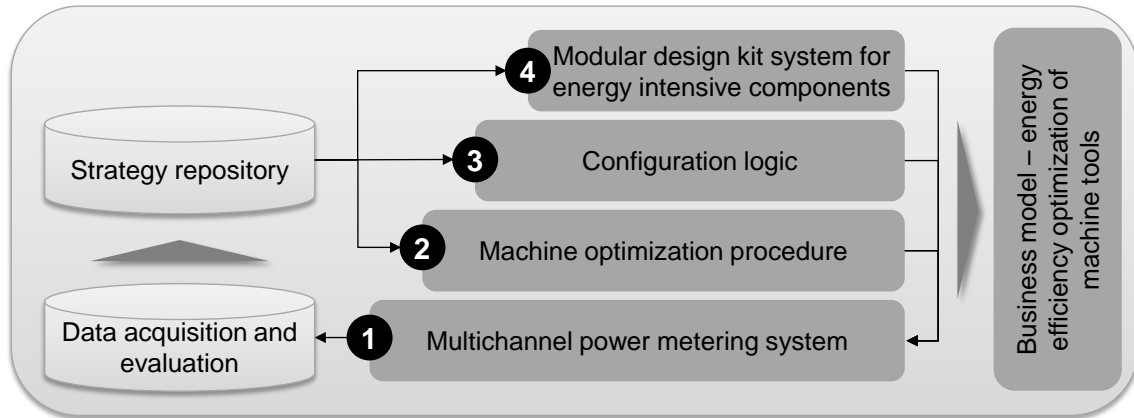 4
Modular design kit system for
energy intensive components
Strategy repository
3
Configuration logic
2
Machine optimization procedure
Data acquisition and
evaluation
1
Multichannel power metering system
Business model – energy
efficiency optimization of
machine tools